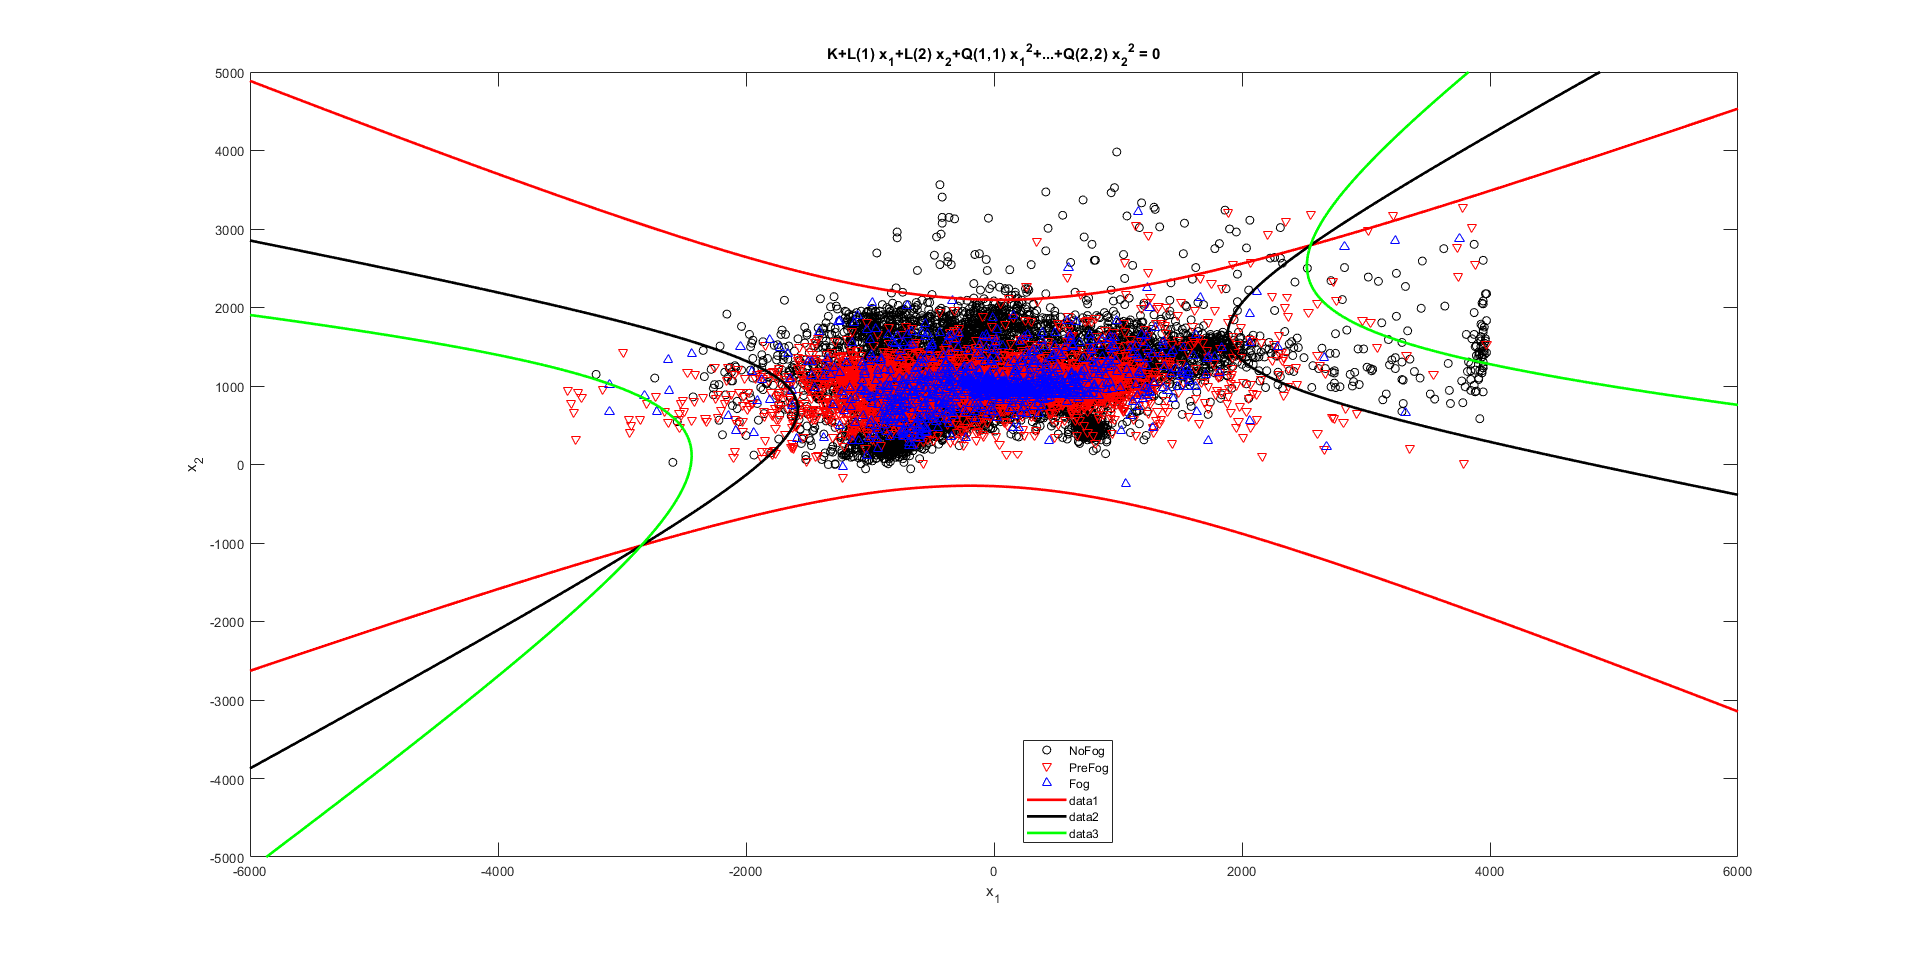 K+L(1) x1+L(2) x2+Q(1,1) x1^2+...+Q(2,2) x2^2 = 0
5000
4000
3000
2000
1000
0
-1000
-2000
-3000
-4000
-5000
x2
-6000
-4000
-2000
0
2000
4000
6000
x1
NoFog
PreFog
Fog
data1
data2
data3